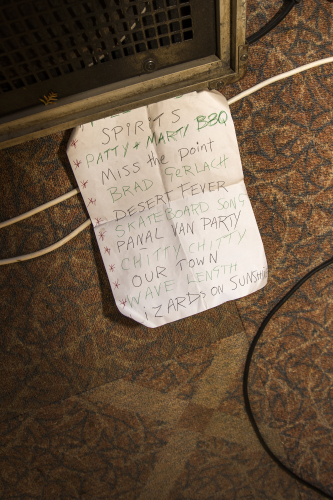 SPIRITS
PATTY + MARTY BBQ
* MISS the POINT
* BRAD GERLACH
* DESERT FEVER
* SKATEBOARD SONG
* PANAL VAN PARTY
* CHITTY CHITTY
* OUR TOWN
* WAVE LENGTH
* IZARDS ON SUNSHINE